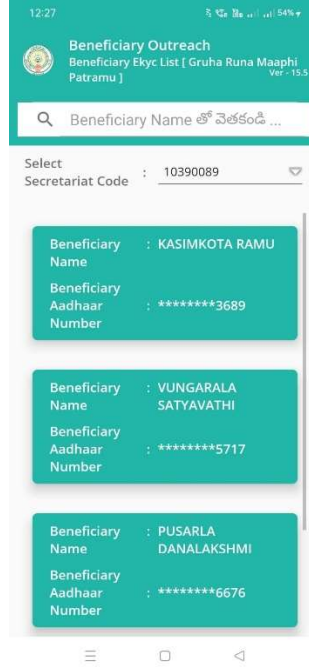 12:27
54%
Beneficiary Outreach
Beneficiary Ekyc List [ Gruha Runa Maaphi
Patramu ]
Ver - 15.5
Beneficiary Name తో వెతకండి ...
Select
Secretariat Code : 10390089
Beneficiary : KASIMKOTA RAMU
Name
Beneficiary
Aadhaar : ********3689
Number
Beneficiary : VUNGARALA
Name SATYAVATHI
Beneficiary
Aadhaar : ********5717
Number
Beneficiary : PUSARLA
Name DANALAKSHMI
Beneficiary
Aadhaar : ********6676
Number